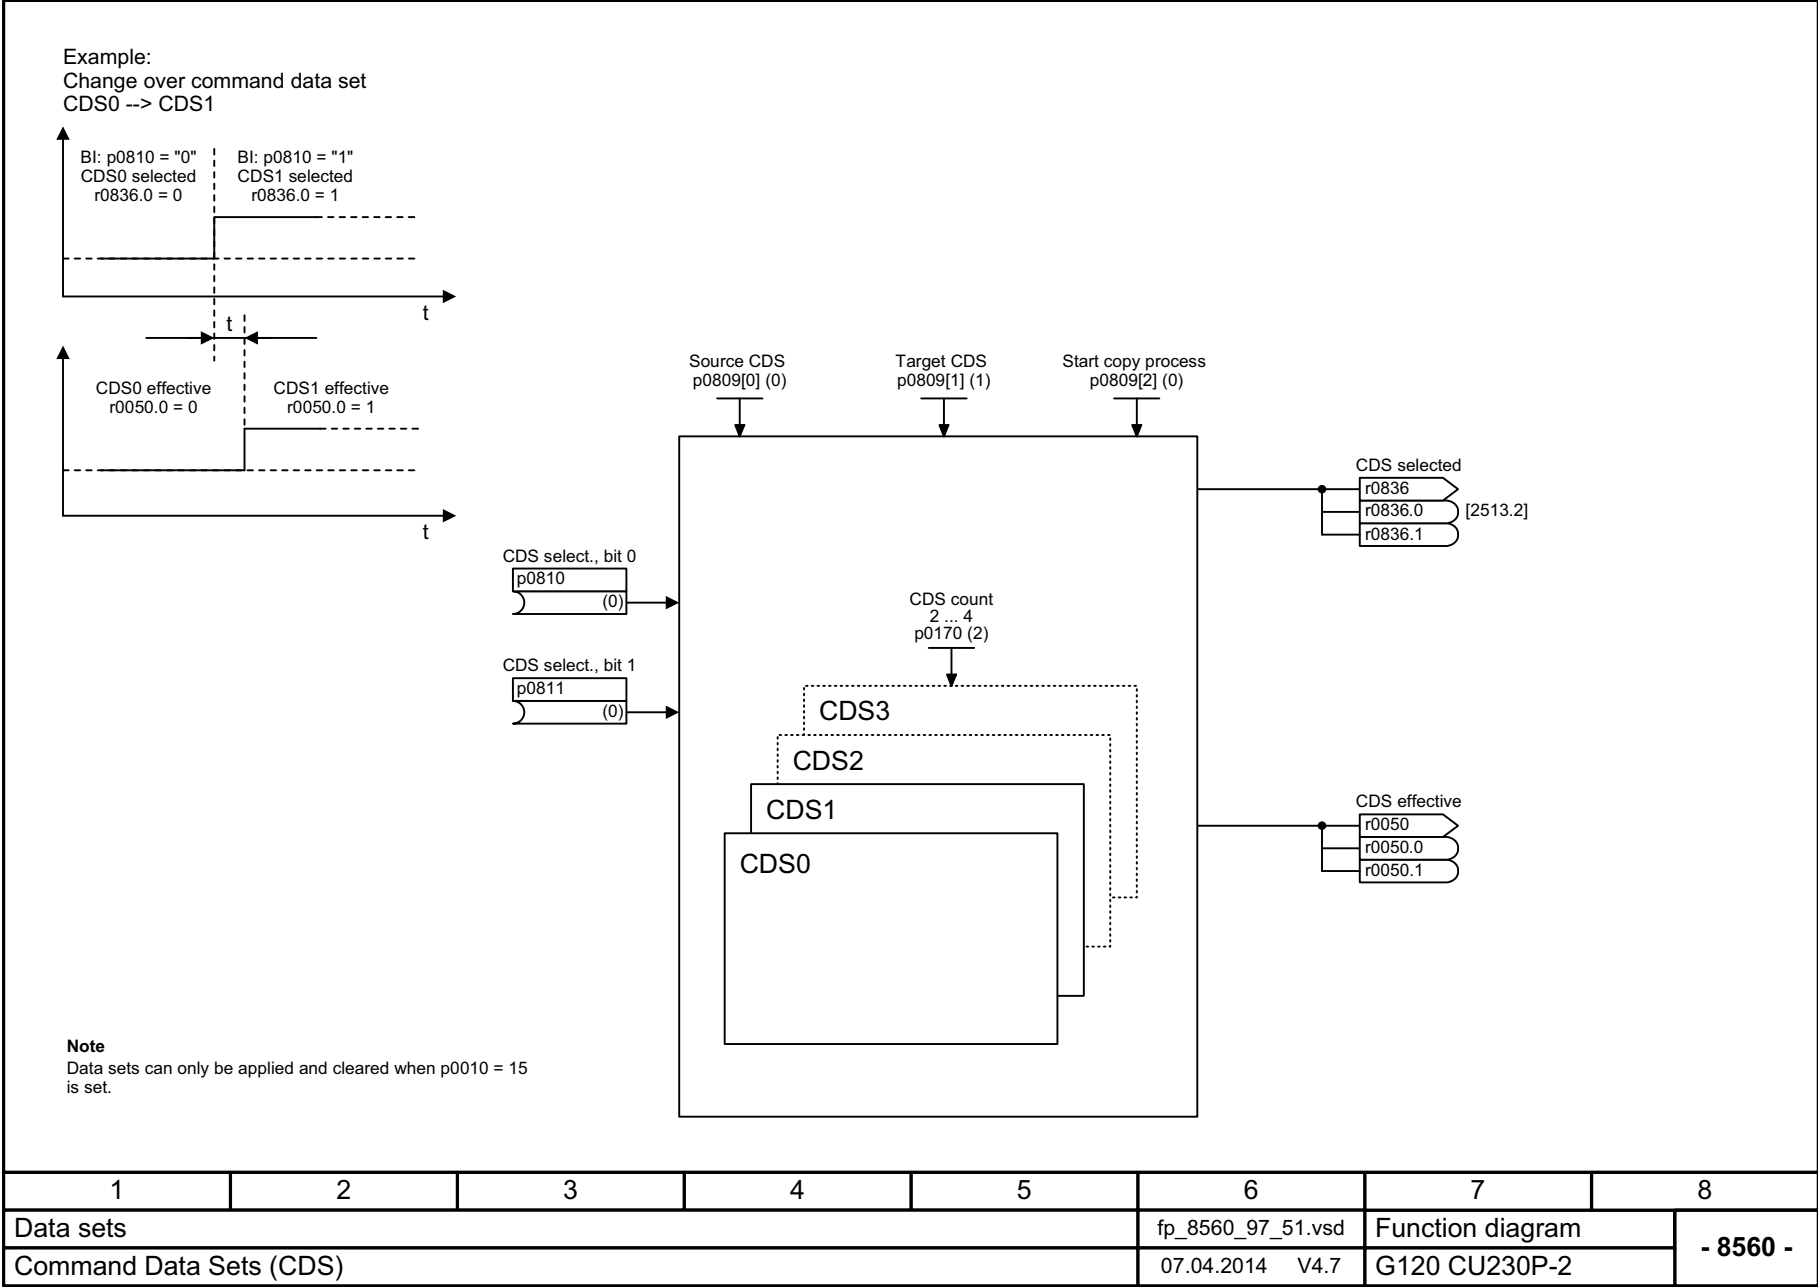 Example:
Change over command data set
CDS0 --> CDS1
BI: p0810 = "0"
CDS0 selected
r0836.0 = 0
BI: p0810 = "1"
CDS1 selected
r0836.0 = 1
t
t
CDS0 effective
r0050.0 = 0
CDS1 effective
r0050.0 = 1
t
Source CDS
p0809[0] (0)
Target CDS
p0809[1] (1)
Start copy process
p0809[2] (0)
CDS selected
r0836
r0836.0
[2513.2]
r0836.1
CDS select., bit 0
p0810
(0)
CDS select., bit 1
p0811
(0)
CDS count
2 ... 4
p0170 (2)
CDS3
CDS2
CDS1
CDS0
CDS effective
r0050
r0050.0
r0050.1
Note
Data sets can only be applied and cleared when p0010 = 15
is set.
1 2 3 4 5 6 7 8
Data sets
fp_8560_97_51.vsd
Function diagram
- 8560 -
Command Data Sets (CDS)
07.04.2014 V4.7
G120 CU230P-2